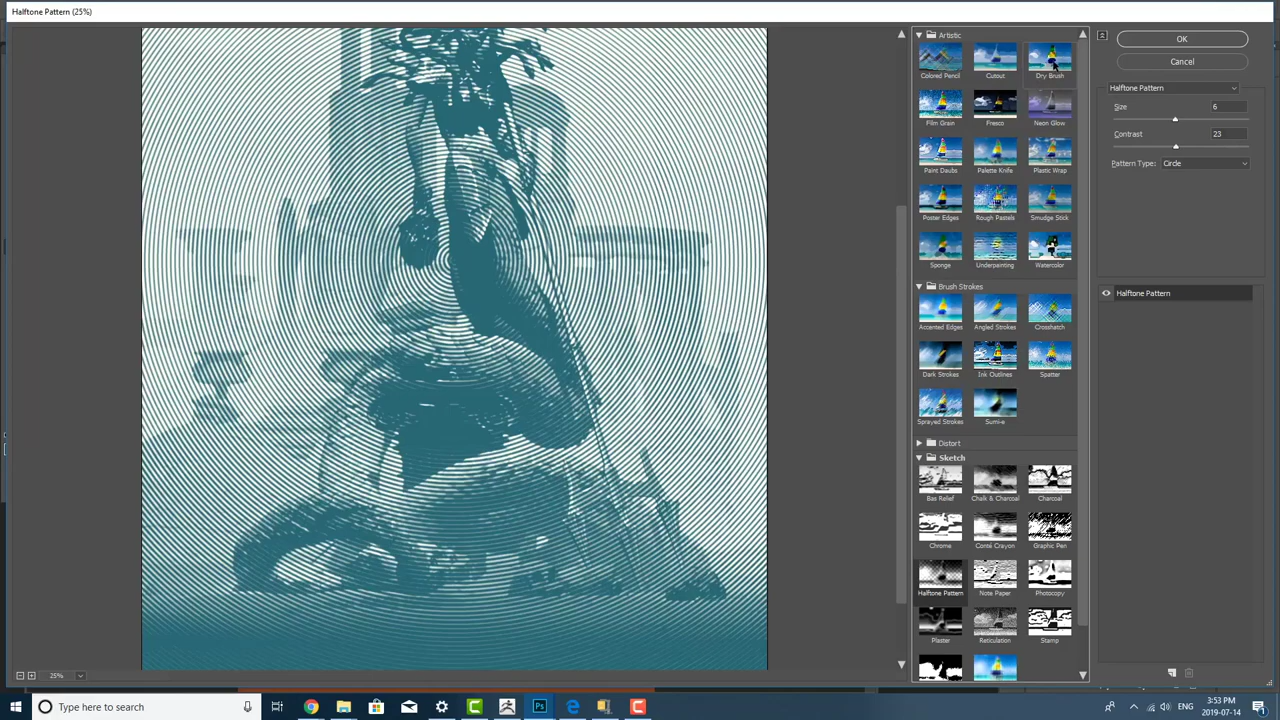 Halftone Pattern (25%)
Artistic
Colored Pencil
Cutout
Dry Brush
Film Grain
Fresco
Neon Glow
Paint Daubs
Palette Knife
Plastic Wrap
Poster Edges
Rough Pastels
Smudge Stick
Sponge
Underpainting
Watercolor
Brush Strokes
Accented Edges
Angled Strokes
Crosshatch
Dark Strokes
Ink Outlines
Spatter
Sprayed Strokes
Sumi-e
Distort
Sketch
Bas Relief
Chalk & Charcoal
Charcoal
Chrome
Conté Crayon
Graphic Pen
Halftone Pattern
Note Paper
Photocopy
Plaster
Reticulation
Stamp
OK
Cancel
Halftone Pattern
Size 6
Contrast 23
Pattern Type: Circle
Halftone Pattern
25%
Type here to search
Ps
ENG
3:53 PM
2019-07-14
1